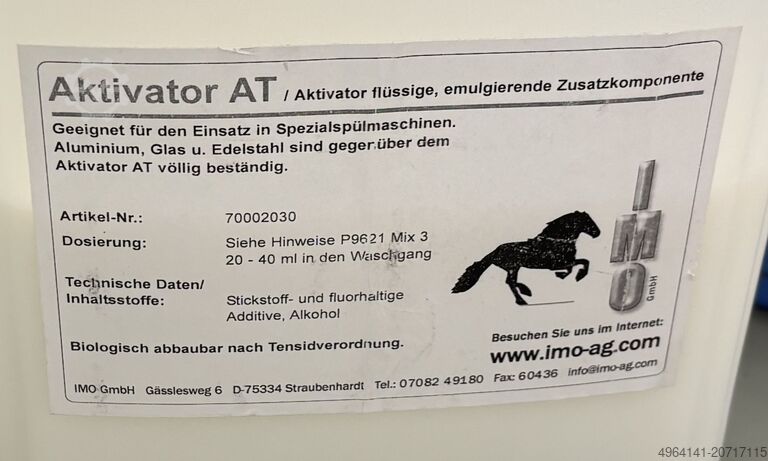 Aktivator AT / Aktivator flüssige, emulgierende Zusatzkomponente
Geeignet für den Einsatz in Spezialspülmaschinen.
Aluminium, Glas u. Edelstahl sind gegenüber dem
Aktivator AT völlig beständig.
Artikel-Nr.: 70002030
Dosierung: Siehe Hinweise P9621 Mix 3
20 - 40 ml in den Waschgang
Technische Daten/
Inhaltsstoffe: Stickstoff- und fluorhaltige
Additive, Alkohol
Biologisch abbaubar nach Tensidverordnung.
IMO
GmbH
Besuchen Sie uns im Internet:
www.imo-ag.com
IMO GmbH Gässlesweg 6 D-75334 Straubenhardt Tel.: 07082 49180 Fax: 60436 info@imo-ag.com
4964141-20717115